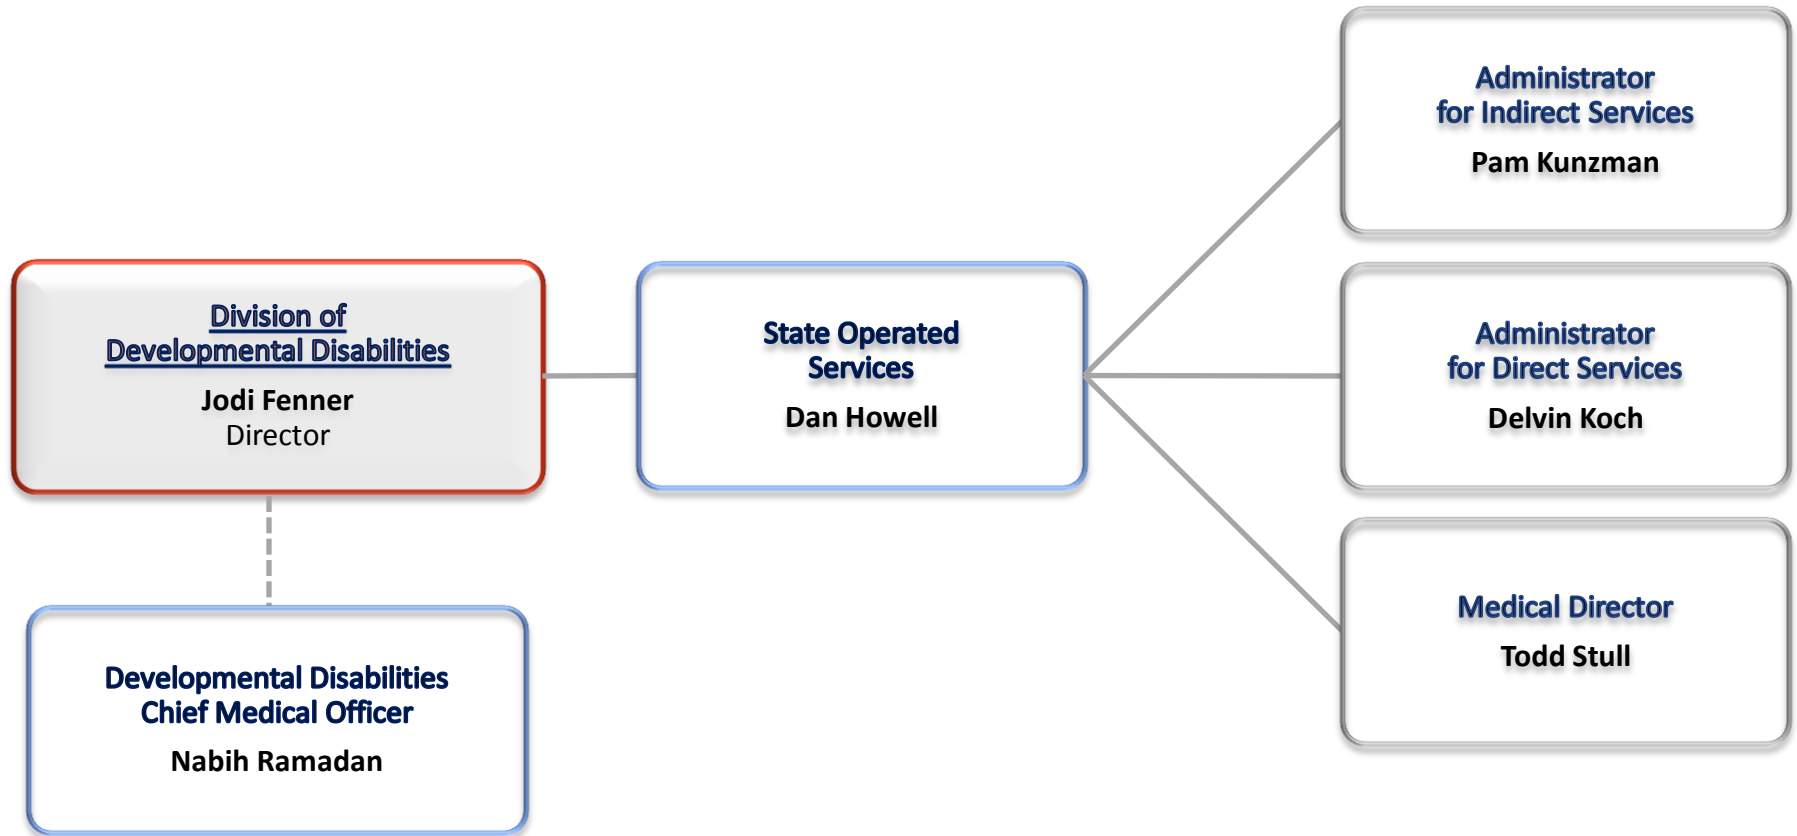 Division of
Developmental Disabilities
Jodi Fenner
Director
Developmental Disabilities
Chief Medical Officer
Nabih Ramadan
State Operated
Services
Dan Howell
Administrator
for Indirect Services
Pam Kunzman
Administrator
for Direct Services
Delvin Koch
Medical Director
Todd Stull